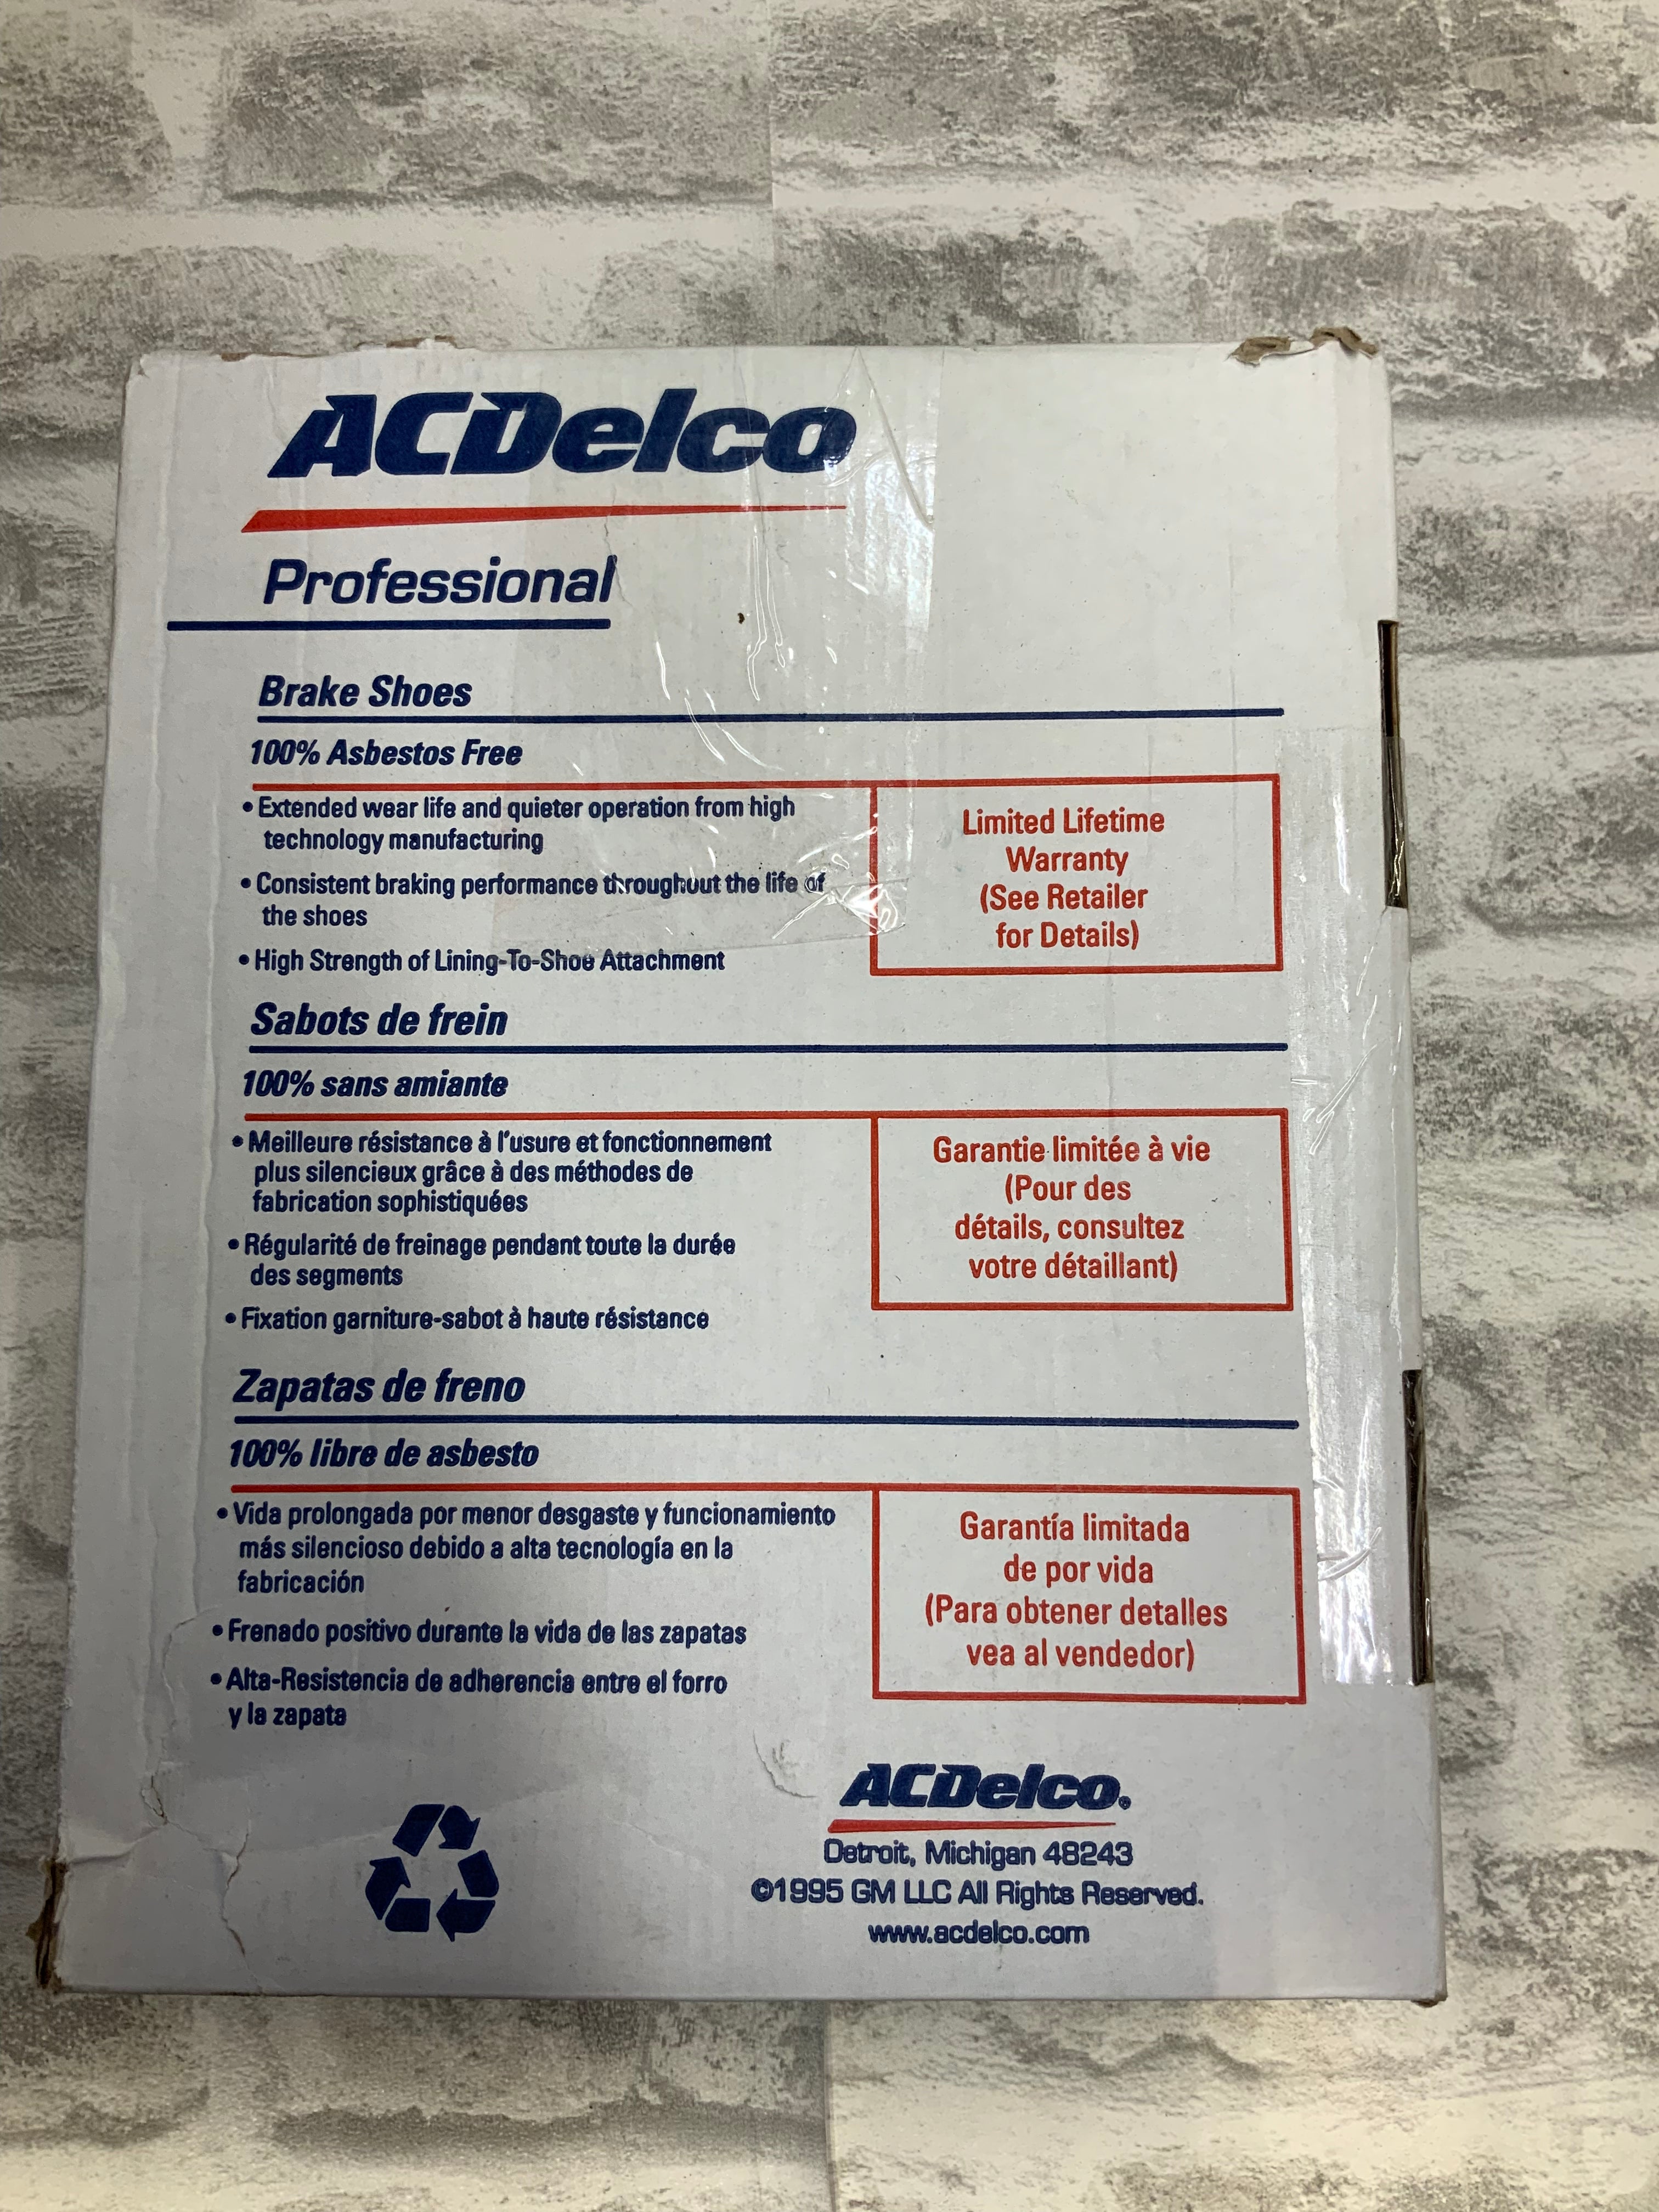 ACDelco
Professional
Brake Shoes
100% Asbestos Free
• Extended wear life and quieter operation from high
technology manufacturing
• Consistent braking performance throughout the life of
the shoes
• High Strength of Lining-To-Shoe Attachment
Limited Lifetime
Warranty
(See Retailer
for Details)
Sabots de frein
100% sans amiante
• Meilleure résistance à l'usure et fonctionnement
plus silencieux grâce à des méthodes de
fabrication sophistiquées
• Régularité de freinage pendant toute la durée
des segments
• Fixation garniture-sabot à haute résistance
Garantie limitée à vie
(Pour des
détails, consultez
votre détaillant)
Zapatas de freno
100% libre de asbesto
• Vida prolongada por menor desgaste y funcionamiento
más silencioso debido a alta tecnología en la
fabricación
• Frenado positivo durante la vida de las zapatas
• Alta-Resistencia de adherencia entre el forro
y la zapata
Garantía limitada
de por vida
(Para obtener detalles
vea al vendedor)
ACDelco®
Detroit, Michigan 48243
©1995 GM LLC All Rights Reserved.
www.acdelco.com